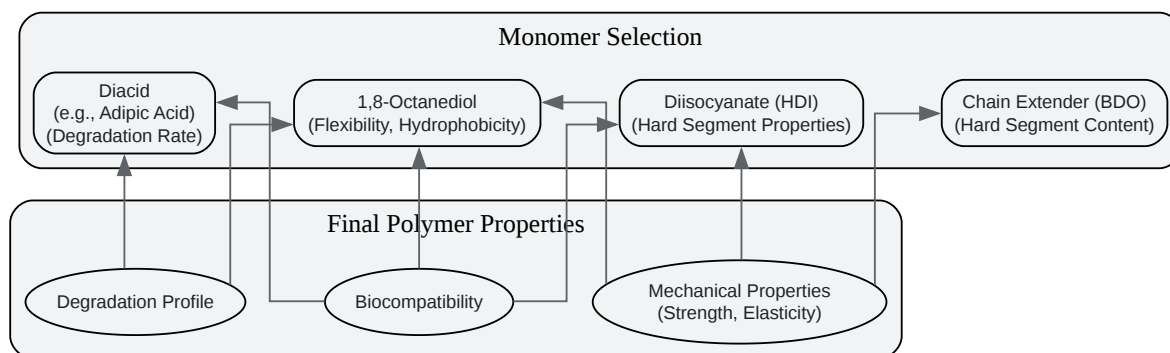 Monomer Selection
Diacid
(e.g., Adipic Acid)
(Degradation Rate)
1,8-Octanediol
(Flexibility, Hydrophobicity)
Diisocyanate (HDI)
(Hard Segment Properties)
Chain Extender (BDO)
(Hard Segment Content)
Final Polymer Properties
Degradation Profile
Biocompatibility
Mechanical Properties
(Strength, Elasticity)